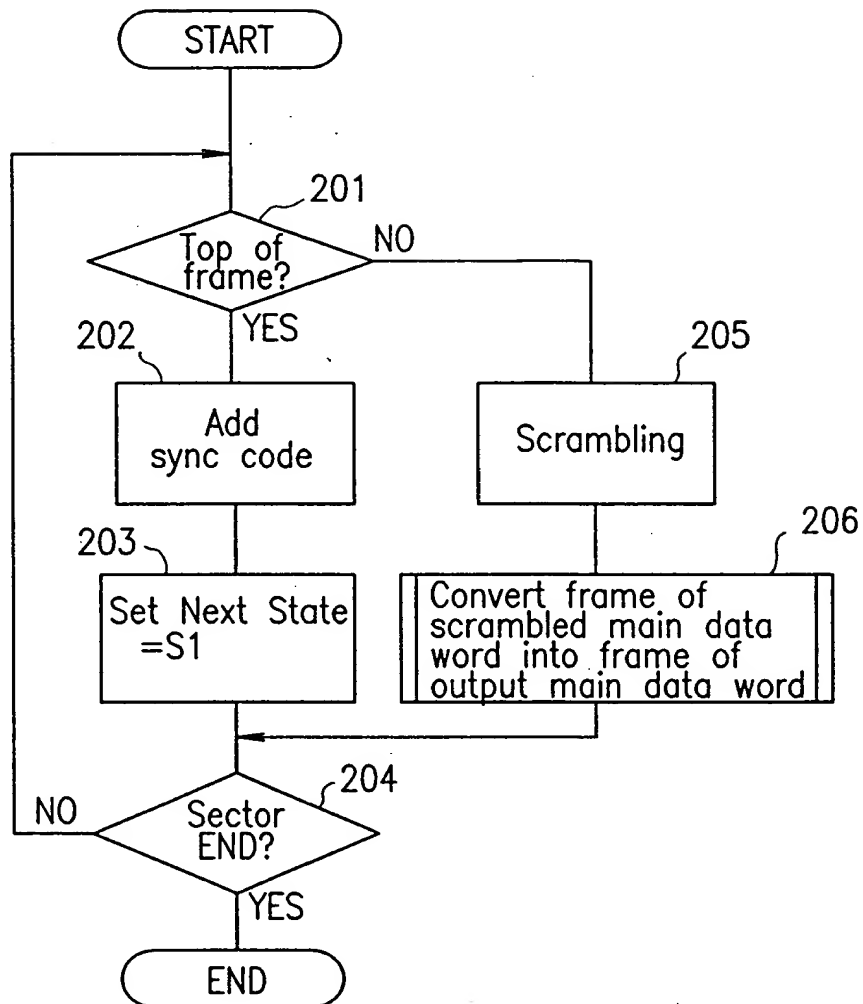 START
201
Top of
frame?
NO
YES
202
Add
sync code
205
Scrambling
203
Set Next State
=S1
206
Convert frame of
scrambled main data
word into frame of
output main data word
204
Sector
END?
NO
YES
END